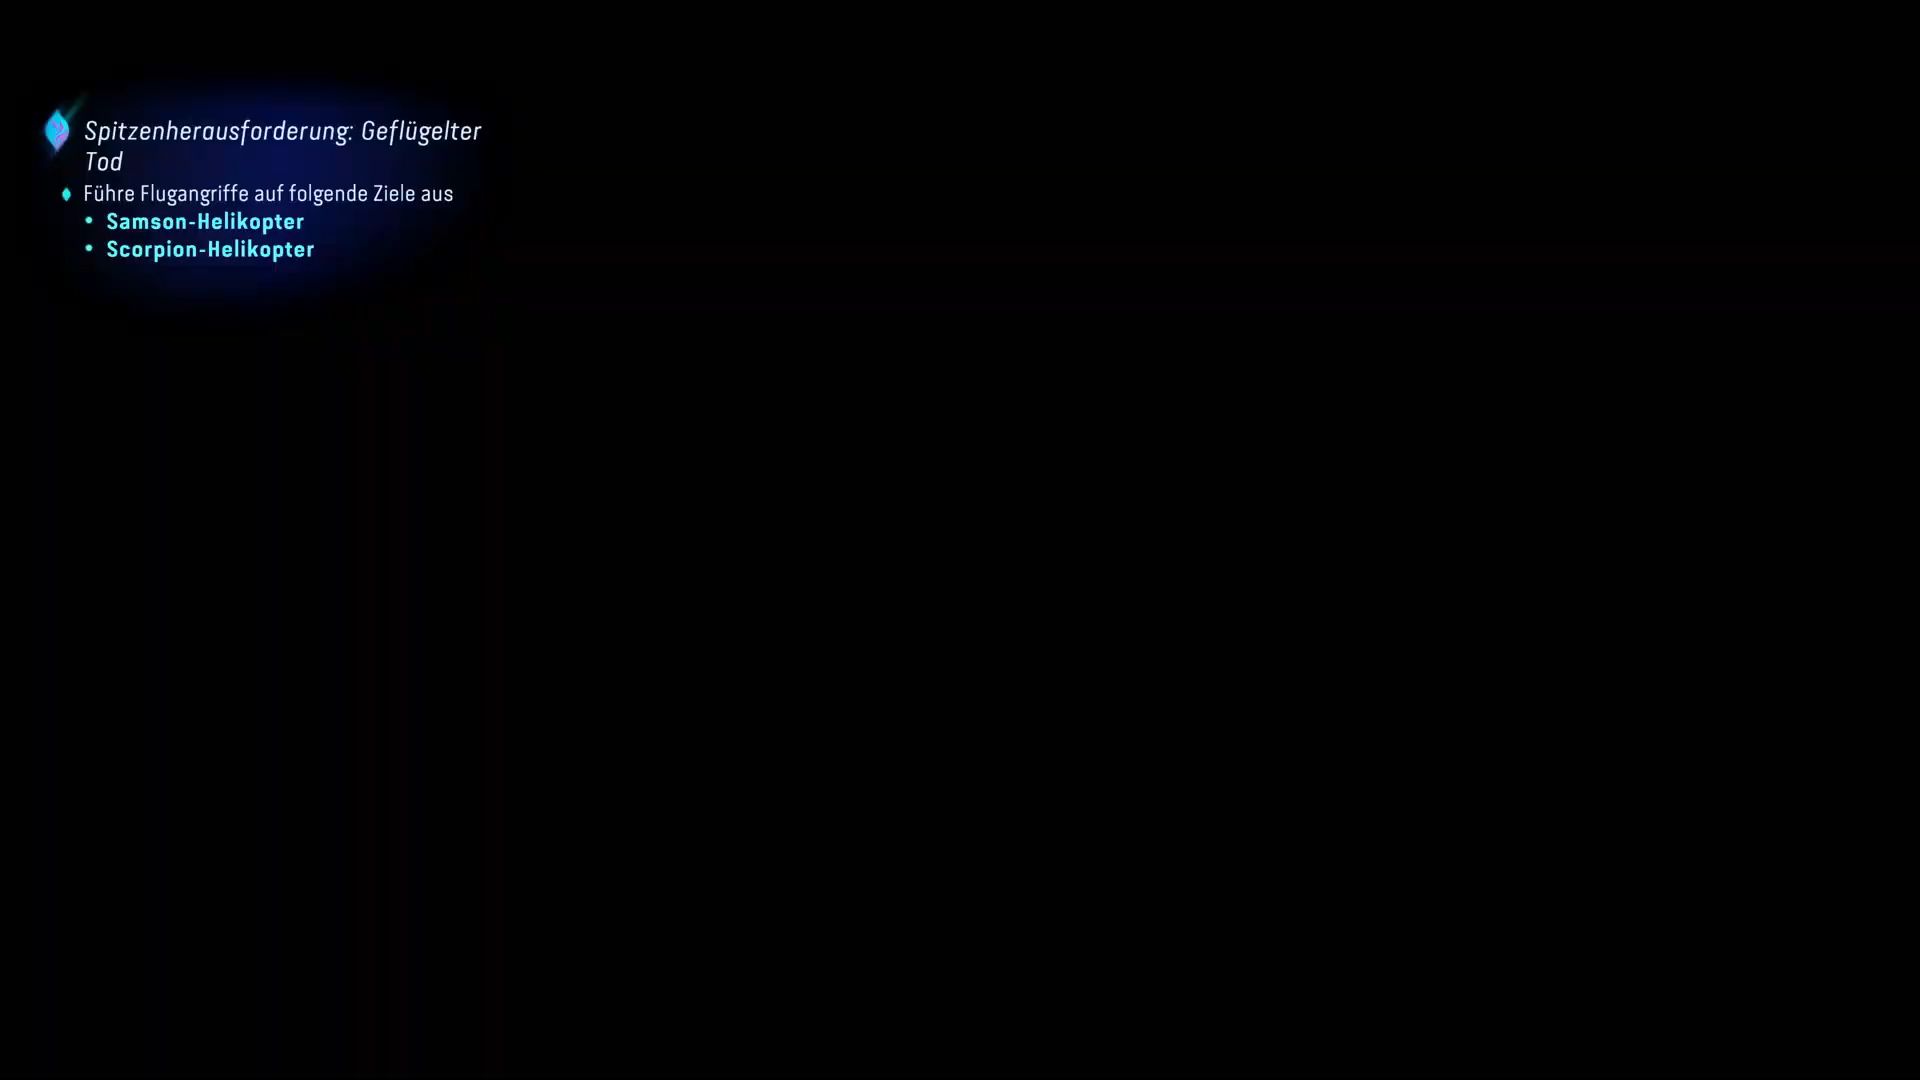 Spitzenherausforderung: Geflügelter
Tod
Führe Flugangriffe auf folgende Ziele aus
• Samson-Helikopter
• Scorpion-Helikopter